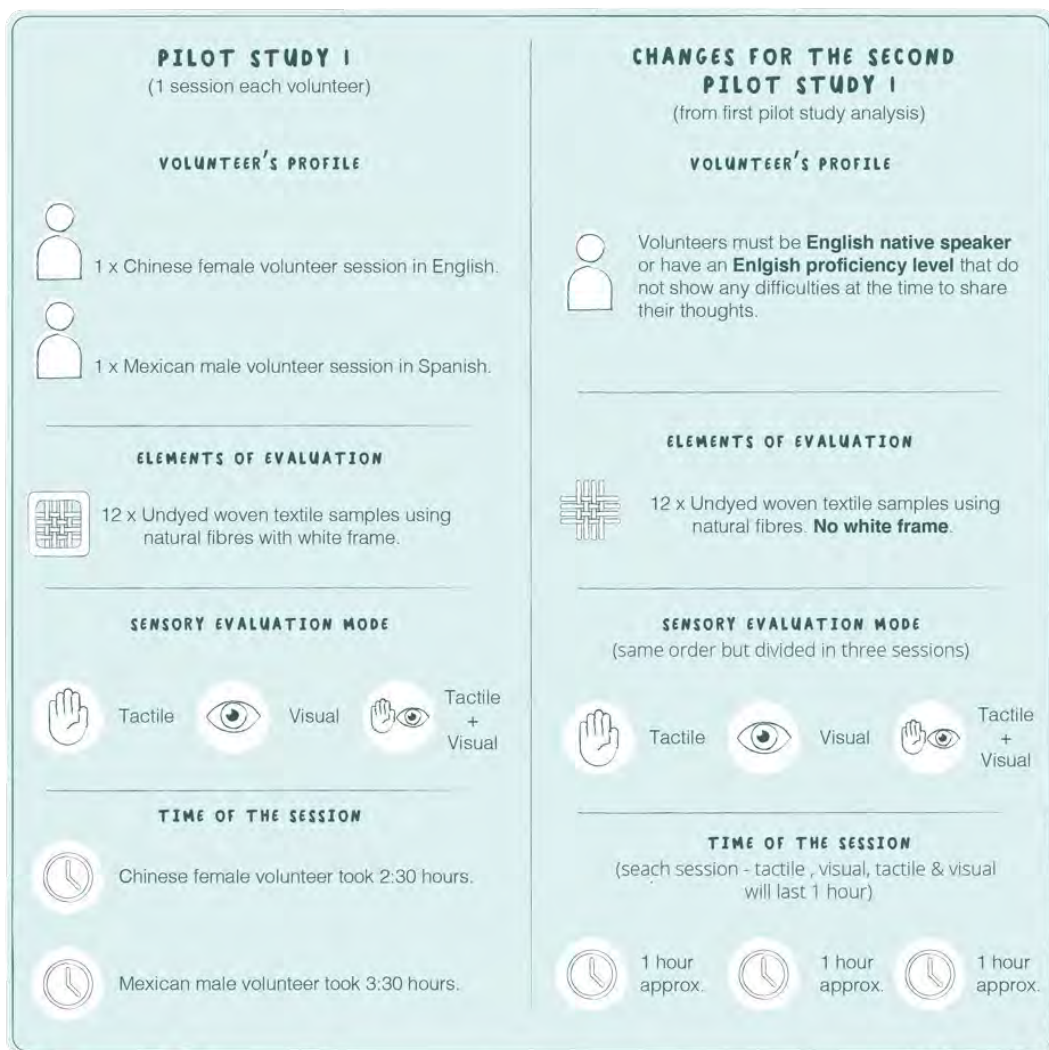 PILOT STUDY I
(1 session each volunteer)
VOLUNTEER'S PROFILE
1 x Chinese female volunteer session in English.
1 x Mexican male volunteer session in Spanish.
ELEMENTS OF EVALUATION
12 x Undyed woven textile samples using
natural fibres with white frame.
SENSORY EVALUATION MODE
Tactile
Visual
Tactile
+
Visual
TIME OF THE SESSION
Chinese female volunteer took 2:30 hours.
Mexican male volunteer took 3:30 hours.
CHANGES FOR THE SECOND
PILOT STUDY I
(from first pilot study analysis)
VOLUNTEER'S PROFILE
Volunteers must be English native speaker
or have an Enlgish proficiency level that do
not show any difficulties at the time to share
their thoughts.
ELEMENTS OF EVALUATION
12 x Undyed woven textile samples using
natural fibres. No white frame.
SENSORY EVALUATION MODE
(same order but divided in three sessions)
Tactile
Visual
Tactile
+
Visual
TIME OF THE SESSION
(seach session - tactile , visual, tactile & visual
will last 1 hour)
1 hour
approx.
1 hour
approx.
1 hour
approx.